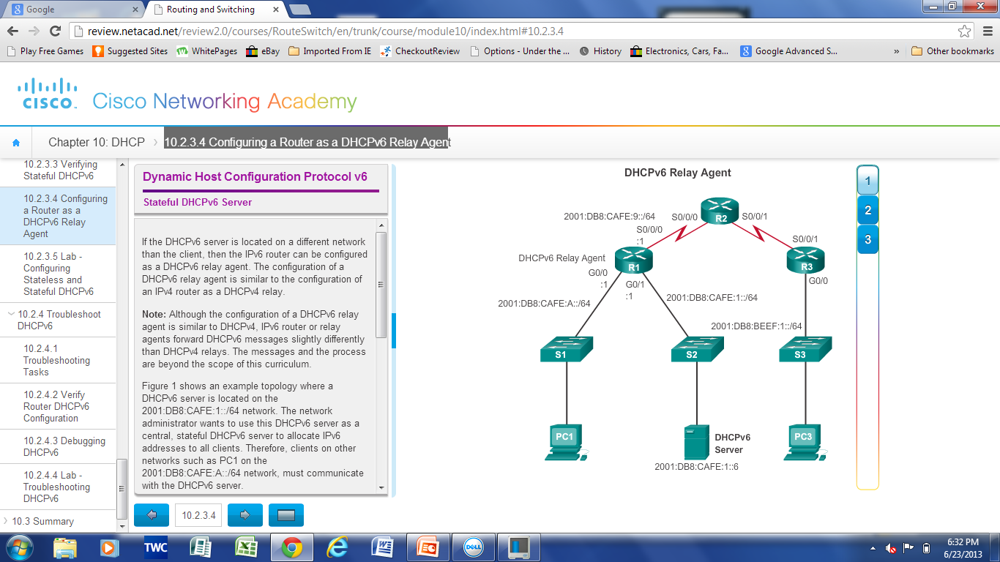 Google
Routing and Switching
review.netacad.net/review2.0/courses/RouteSwitch/en/trunk/course/module10/index.html#10.2.3.4
Play Free Games
Suggested Sites
WhitePages
eBay
Imported From IE
CheckoutReview
Options - Under the ...
History
Electronics, Cars, Fa...
Google Advanced S...
»
Other bookmarks
CISCO. Cisco Networking Academy
Chapter 10: DHCP
10.2.3.4 Configuring a Router as a DHCPv6 Relay Agent
10.2.3.3 Verifying
Stateful DHCPv6
10.2.3.4 Configuring
a Router as a
DHCPv6 Relay
Agent
10.2.3.5 Lab -
Configuring
Stateless and
Stateful DHCPv6
10.2.4 Troubleshoot
DHCPv6
10.2.4.1
Troubleshooting
Tasks
10.2.4.2 Verify
Router DHCPv6
Configuration
10.2.4.3 Debugging
DHCPv6
10.2.4.4 Lab -
Troubleshooting
DHCPv6
10.3 Summary
Dynamic Host Configuration Protocol v6
Stateful DHCPv6 Server
If the DHCPv6 server is located on a different network
than the client, then the IPv6 router can be configured
as a DHCPv6 relay agent. The configuration of a
DHCPv6 relay agent is similar to the configuration of
an IPv4 router as a DHCPv4 relay.
Note: Although the configuration of a DHCPv6 relay
agent is similar to DHCPv4, IPv6 router or relay
agents forward DHCPv6 messages slightly differently
than DHCPv4 relays. The messages and the process
are beyond the scope of this curriculum.
Figure 1 shows an example topology where a
DHCPv6 server is located on the
2001:DB8:CAFE:1::/64 network. The network
administrator wants to use this DHCPv6 server as a
central, stateful DHCPv6 server to allocate IPv6
addresses to all clients. Therefore, clients on other
networks such as PC1 on the
2001:DB8:CAFE:A::/64 network, must communicate
with the DHCPv6 server.
10.2.3.4
DHCPv6 Relay Agent
2001:DB8:CAFE:9::/64
S0/0/0
R2
S0/0/1
S0/0/0
:1
S0/0/1
DHCPv6 Relay Agent
R1
R3
G0/0
:1
G0/1
:1
G0/0
2001:DB8:CAFE:A::/64
2001:DB8:CAFE:1::/64
2001:DB8:BEEF:1::/64
S1
S2
S3
PC1
DHCPv6
Server
PC3
2001:DB8:CAFE:1::6
1
2
3
TWC
DELL
6:32 PM
6/23/2013